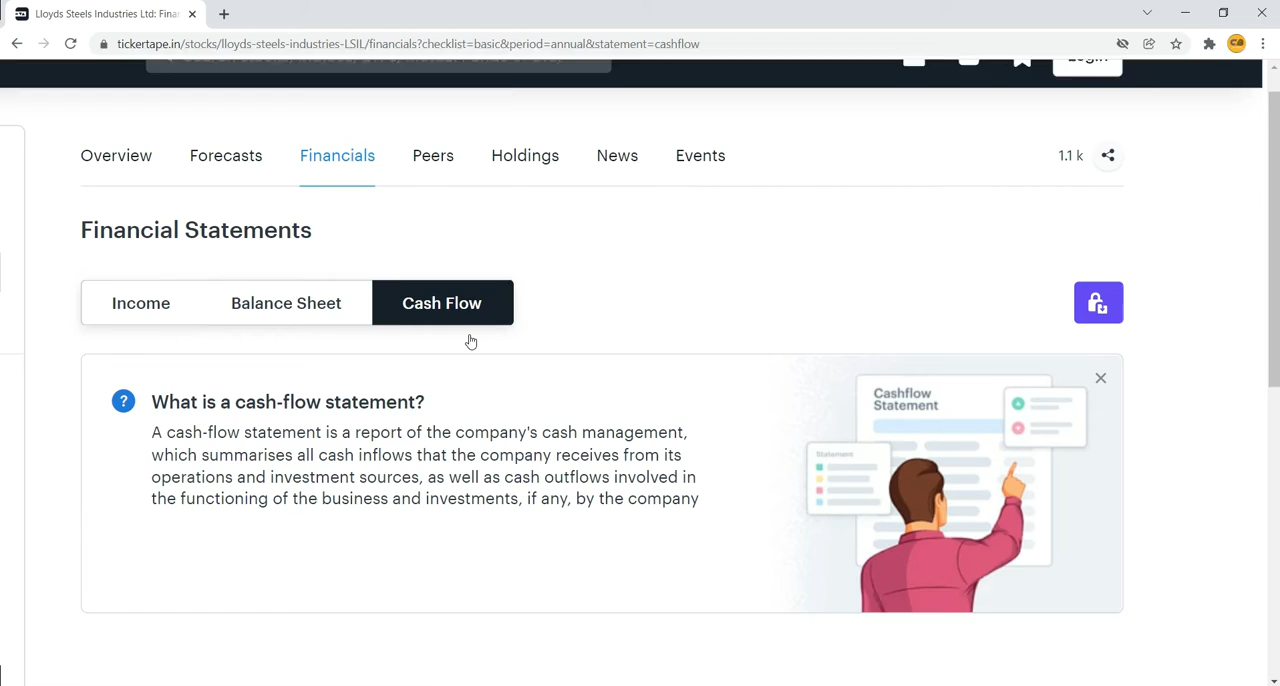 Lloyds Steels Industries Ltd: Finan
tickertape.in/stocks/lloyds-steels-industries-LSIL/financials?checklist=basic&period=annual&statement=cashflow
Login
Overview Forecasts Financials Peers Holdings News Events 1.1 k
Financial Statements
Income Balance Sheet Cash Flow
? What is a cash-flow statement?
A cash-flow statement is a report of the company's cash management,
which summarises all cash inflows that the company receives from its
operations and investment sources, as well as cash outflows involved in
the functioning of the business and investments, if any, by the company
Cashflow
Statement
Statement